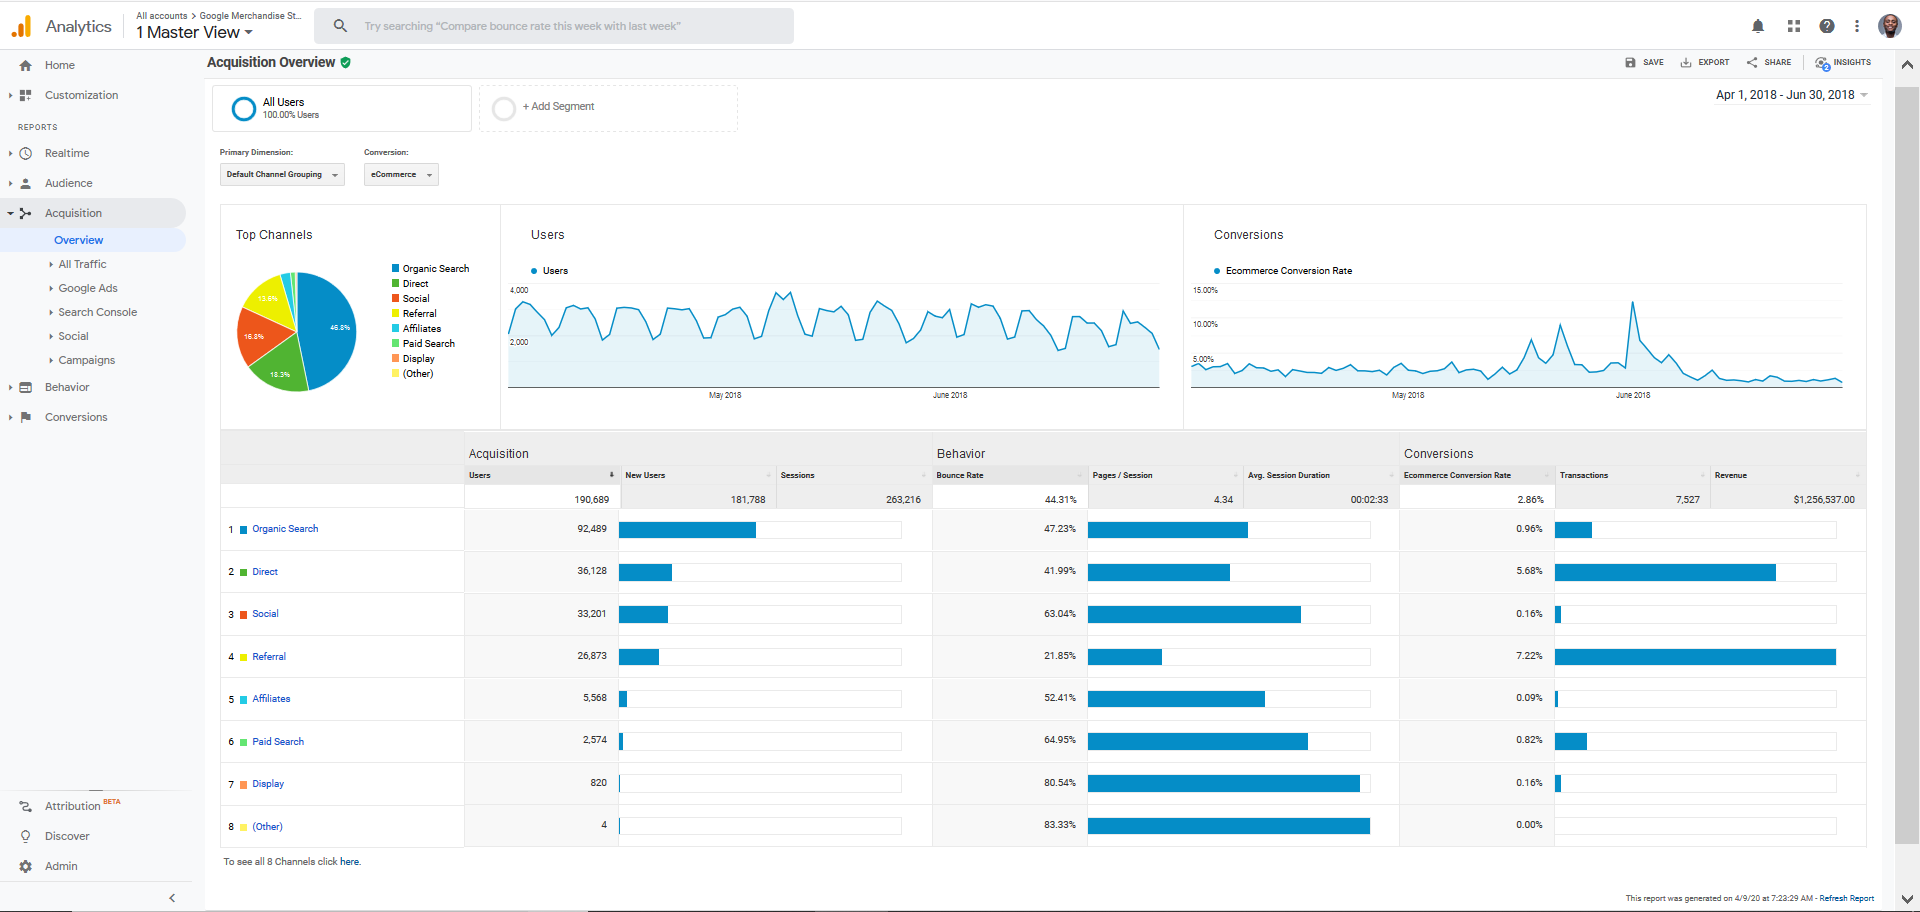 Analytics
All accounts > Google Merchandise St...
1 Master View
Try searching “Compare bounce rate this week with last week”
Home
Customization
REPORTS
Realtime
Audience
Acquisition
Overview
All Traffic
Google Ads
Search Console
Social
Campaigns
Behavior
Conversions
Attribution BETA
Discover
Admin
Acquisition Overview
SAVE
EXPORT
SHARE
2
INSIGHTS
All Users
100.00% Users
+ Add Segment
Apr 1, 2018 - Jun 30, 2018
Primary Dimension:
Conversion:
Default Channel Grouping
eCommerce
Top Channels
46.8%
18.3%
16.8%
13.6%
Organic Search
Direct
Social
Referral
Affiliates
Paid Search
Display
(Other)
Users
Users
4,000
2,000
May 2018
June 2018
Conversions
Ecommerce Conversion Rate
15.00%
10.00%
5.00%
May 2018
June 2018
Acquisition
Behavior
Conversions
Users
New Users
Sessions
Bounce Rate
Pages / Session
Avg. Session Duration
Ecommerce Conversion Rate
Transactions
Revenue
190,689
181,788
263,216
44.31%
4.34
00:02:33
2.86%
7,527
$1,256,537.00
1 Organic Search 92,489 47.23% 0.96%
2 Direct 36,128 41.99% 5.68%
3 Social 33,201 63.04% 0.16%
4 Referral 26,873 21.85% 7.22%
5 Affiliates 5,568 52.41% 0.09%
6 Paid Search 2,574 64.95% 0.82%
7 Display 820 80.54% 0.16%
8 (Other) 4 83.33% 0.00%
To see all 8 Channels click here.
This report was generated on 4/9/20 at 7:23:29 AM - Refresh Report